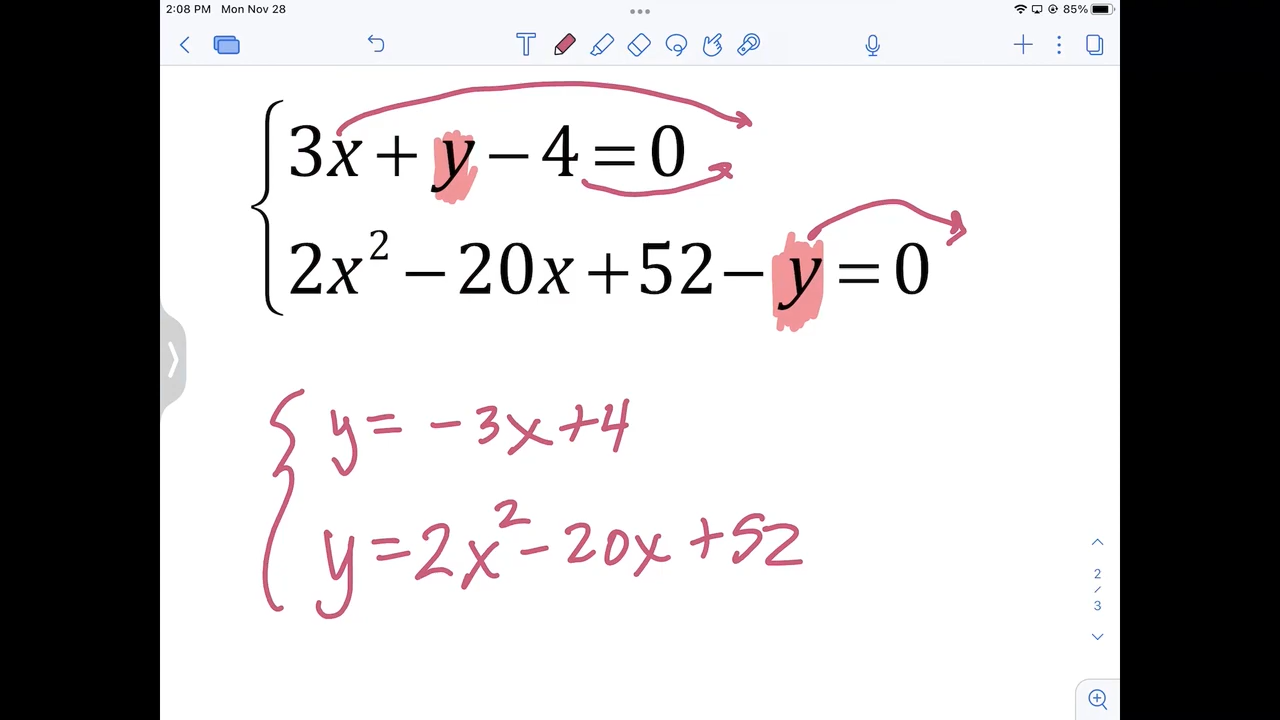 2:08 PM Mon Nov 28
85%
T
3x + y − 4 = 0
2x² − 20x + 52 − y = 0
y = -3x+4
y = 2x² - 20x + 52
2
3